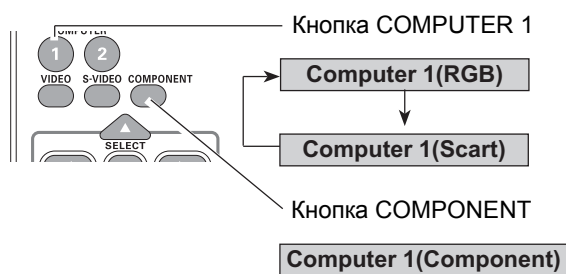 Кнопка COMPUTER 1
COMPUTER
1 2
VIDEO S-VIDEO COMPONENT
Computer 1(RGB)
SELECT
Computer 1(Scart)
Кнопка COMPONENT
Computer 1(Component)